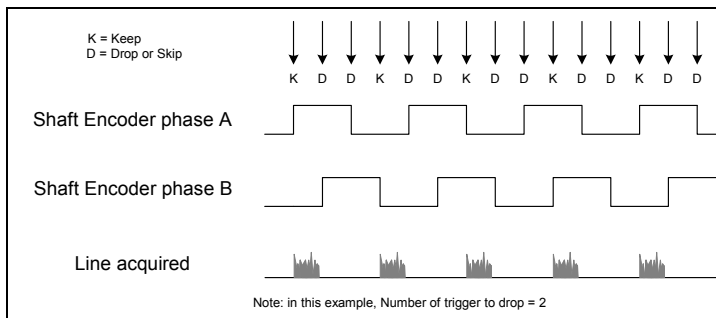 K = Keep
D = Drop or Skip
K D D K D D K D D K D D K D D
Shaft Encoder phase A
Shaft Encoder phase B
Line acquired
Note: in this example, Number of trigger to drop = 2